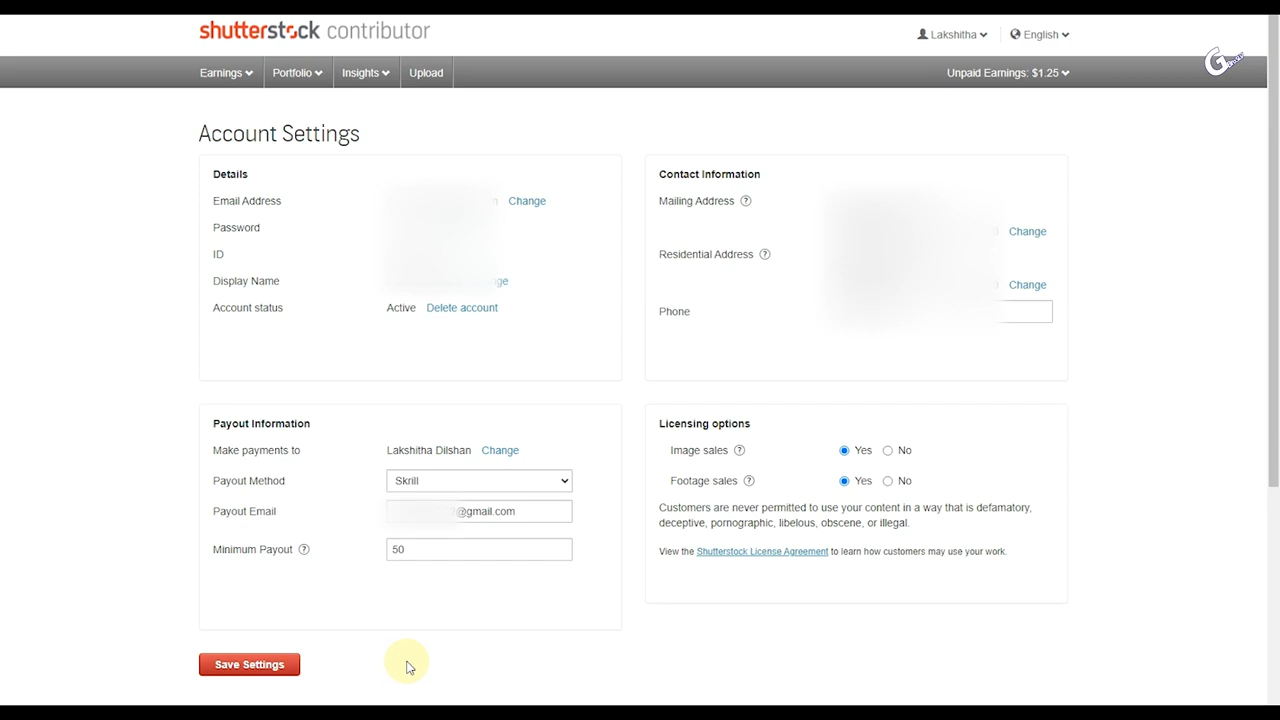 shutterstock contributor
Lakshitha
English
Earnings
Portfolio
Insights
Upload
Unpaid Earnings: $1.25
Account Settings
Details
Email Address
Change
Password
ID
Display Name
Account status
Active
Delete account
Contact Information
Mailing Address ?
Change
Residential Address ?
Change
Phone
Payout Information
Make payments to
Lakshitha Dilshan
Change
Payout Method
Skrill
Payout Email
@gmail.com
Minimum Payout ?
50
Licensing options
Image sales ?
Yes
No
Footage sales ?
Yes
No
Customers are never permitted to use your content in a way that is defamatory,
deceptive, pornographic, libelous, obscene, or illegal.
View the Shutterstock License Agreement to learn how customers may use your work.
Save Settings